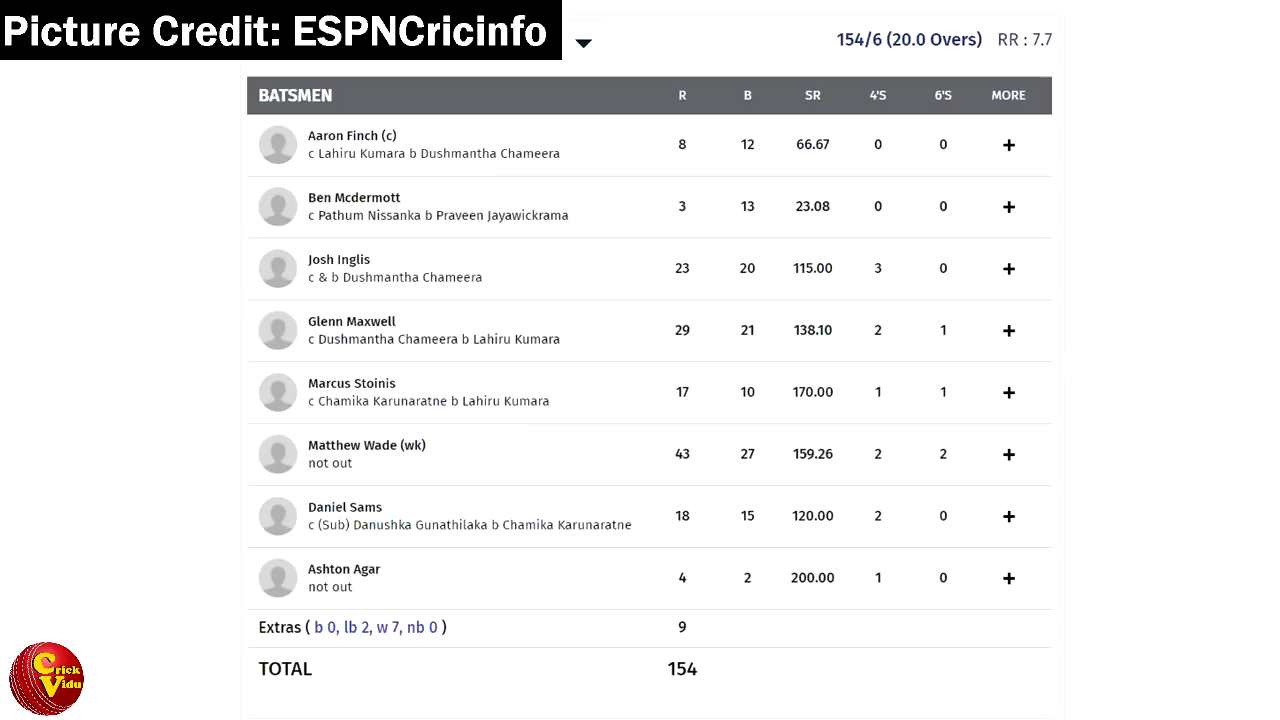 Picture Credit: ESPNCricinfo
154/6 (20.0 Overs) RR : 7.7
BATSMEN R B SR 4'S 6'S MORE
Aaron Finch (c)
c Lahiru Kumara b Dushmantha Chameera
8 12 66.67 0 0 +
Ben Mcdermott
c Pathum Nissanka b Praveen Jayawickrama
3 13 23.08 0 0 +
Josh Inglis
c & b Dushmantha Chameera
23 20 115.00 3 0 +
Glenn Maxwell
c Dushmantha Chameera b Lahiru Kumara
29 21 138.10 2 1 +
Marcus Stoinis
c Chamika Karunaratne b Lahiru Kumara
17 10 170.00 1 1 +
Matthew Wade (wk)
not out
43 27 159.26 2 2 +
Daniel Sams
c (Sub) Danushka Gunathilaka b Chamika Karunaratne
18 15 120.00 2 0 +
Ashton Agar
not out
4 2 200.00 1 0 +
Extras ( b 0, lb 2, w 7, nb 0 ) 9
TOTAL 154
Crick
Vidu